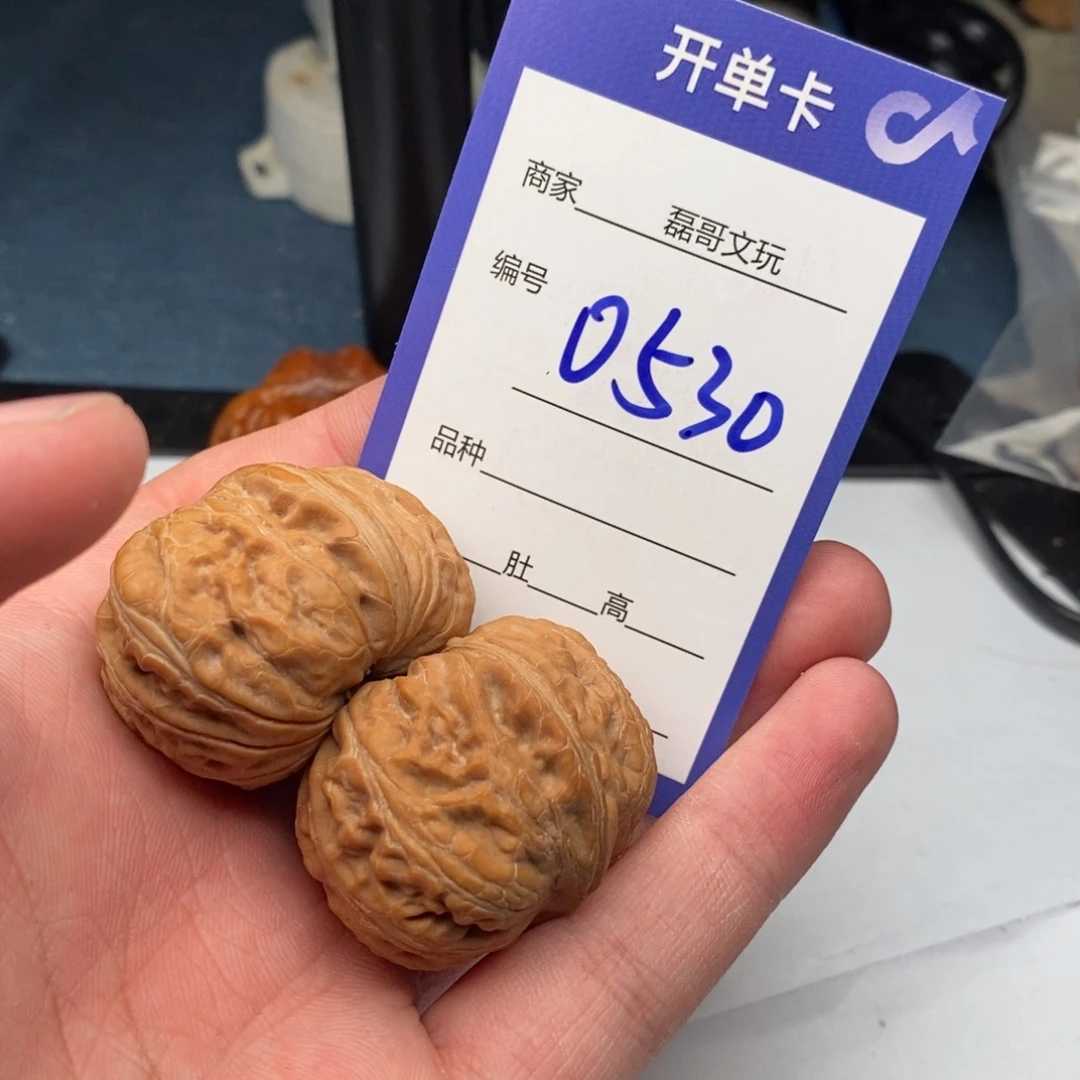 开单卡
商家 磊哥文玩
编号
0530
品种
肚 高